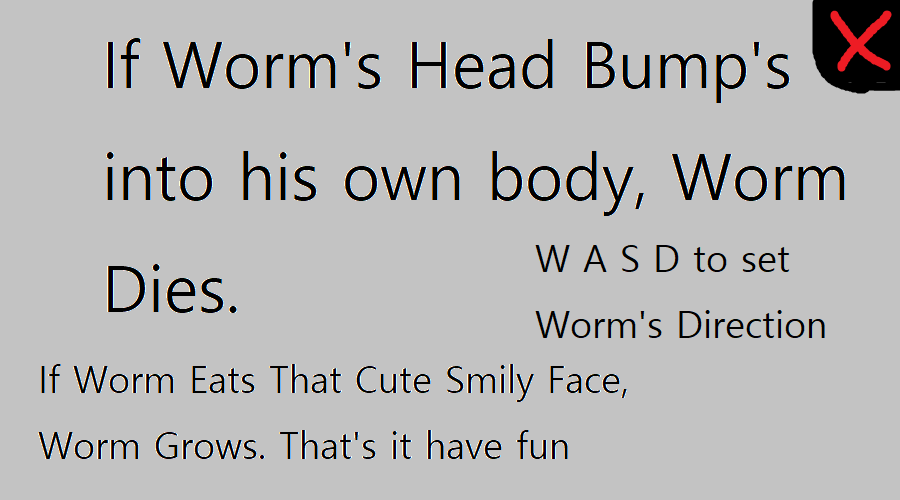 If Worm's Head Bump's
into his own body, Worm
Dies.
W A S D to set
Worm's Direction
If Worm Eats That Cute Smily Face,
Worm Grows. That's it have fun